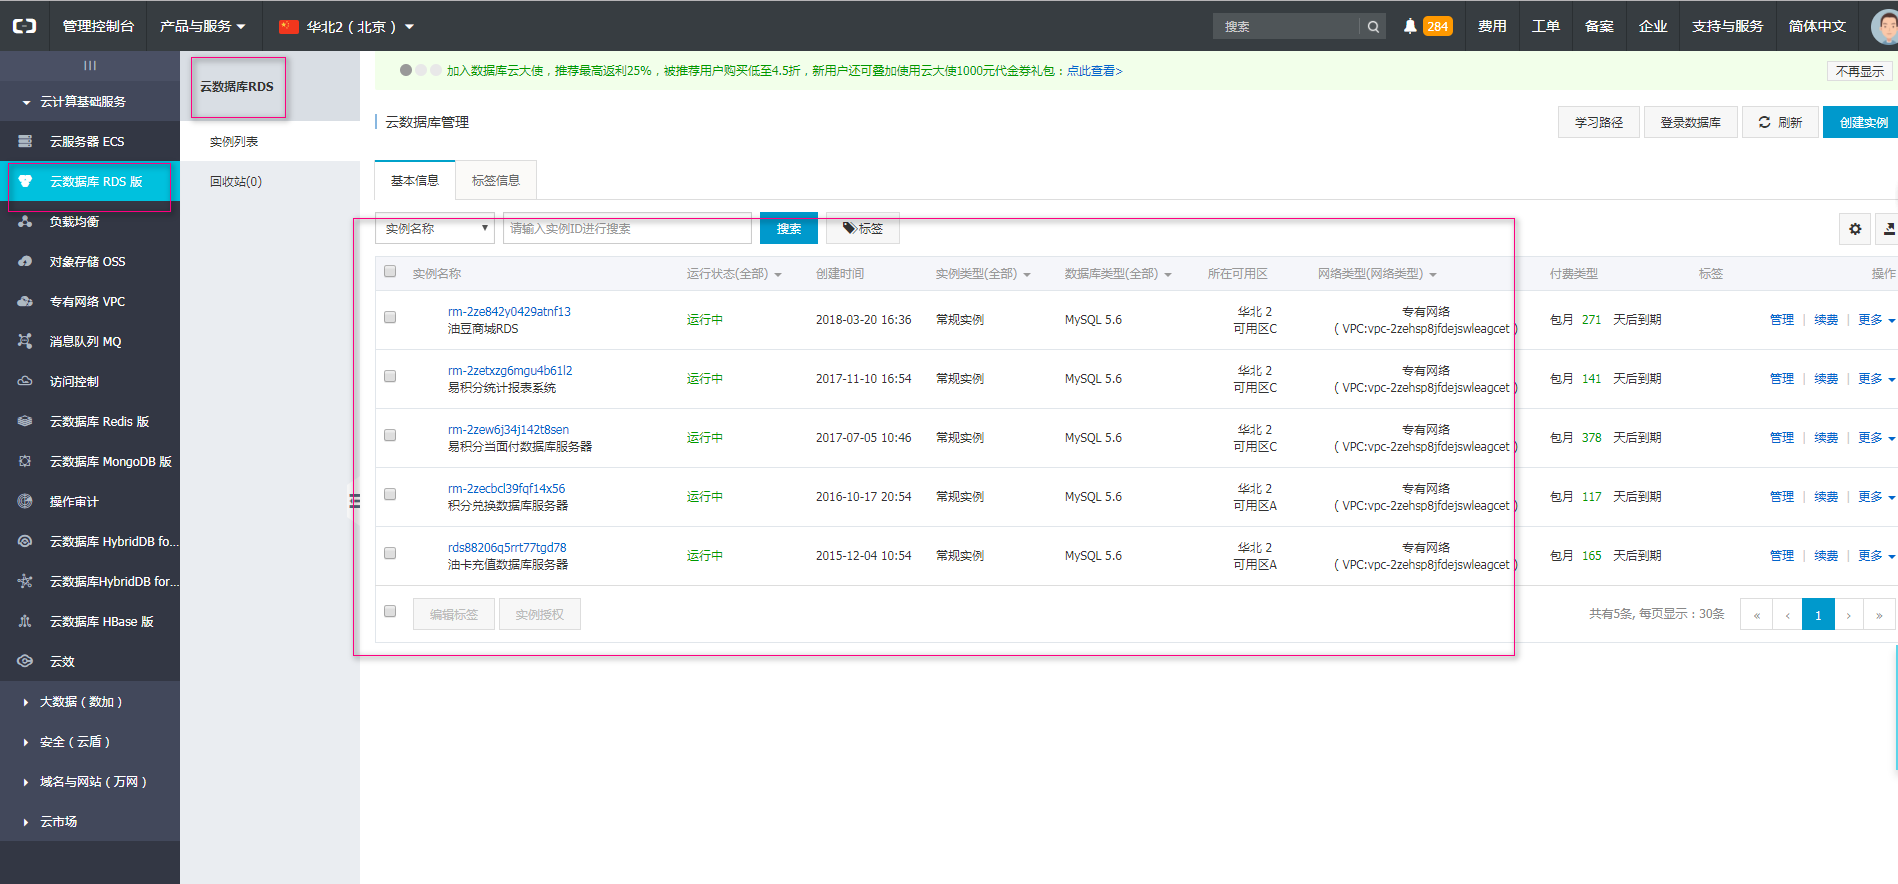 管理控制台 产品与服务 华北2（北京） 搜索 284 费用 工单 备案 企业 支持与服务 简体中文
云计算基础服务
云服务器 ECS
云数据库 RDS 版
负载均衡
对象存储 OSS
专有网络 VPC
消息队列 MQ
访问控制
云数据库 Redis 版
云数据库 MongoDB 版
操作审计
云数据库 HybridDB fo...
云数据库HybridDB for...
云数据库 HBase 版
云效
大数据（数加）
安全（云盾）
域名与网站（万网）
云市场
云数据库RDS
实例列表
回收站(0)
加入数据库云大使，推荐最高返利25%，被推荐用户购买低至4.5折，新用户还可叠加使用云大使1000元代金券礼包：点此查看> 不再显示
云数据库管理 学习路径 登录数据库 刷新 创建实例
基本信息 标签信息
实例名称 请输入实例ID进行搜索 搜索 标签
实例名称 运行状态(全部) 创建时间 实例类型(全部) 数据库类型(全部) 所在可用区 网络类型(网络类型) 付费类型 标签 操作
rm-2ze842y0429atnf13 华北 2 专有网络
油豆商城RDS 运行中 2018-03-20 16:36 常规实例 MySQL 5.6 可用区C （VPC:vpc-2zehsp8jfdejswleagcet） 包月 271 天后到期 管理 | 续费 | 更多
rm-2zetxzg6mgu4b61l2 华北 2 专有网络
易积分统计报表系统 运行中 2017-11-10 16:54 常规实例 MySQL 5.6 可用区C （VPC:vpc-2zehsp8jfdejswleagcet） 包月 141 天后到期 管理 | 续费 | 更多
rm-2zew6j34j142t8sen 华北 2 专有网络
易积分当面付数据库服务器 运行中 2017-07-05 10:46 常规实例 MySQL 5.6 可用区C （VPC:vpc-2zehsp8jfdejswleagcet） 包月 378 天后到期 管理 | 续费 | 更多
rm-2zecbcl39fqf14x56 华北 2 专有网络
积分兑换数据库服务器 运行中 2016-10-17 20:54 常规实例 MySQL 5.6 可用区A （VPC:vpc-2zehsp8jfdejswleagcet） 包月 117 天后到期 管理 | 续费 | 更多
rds88206q5rrt77tgd78 华北 2 专有网络
油卡充值数据库服务器 运行中 2015-12-04 10:54 常规实例 MySQL 5.6 可用区A （VPC:vpc-2zehsp8jfdejswleagcet） 包月 165 天后到期 管理 | 续费 | 更多
编辑标签 实例授权 共有5条, 每页显示：30条 « ‹ 1 › »